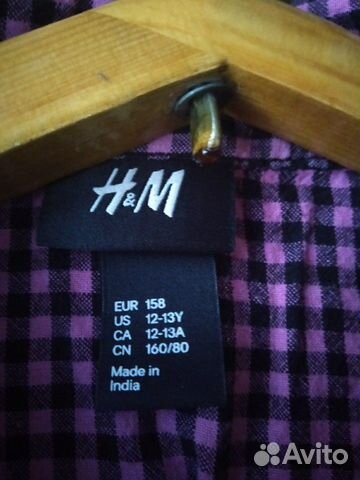 H&M
EUR 158
US 12-13Y
CA 12-13A
CN 160/80
Made in
India
Avito